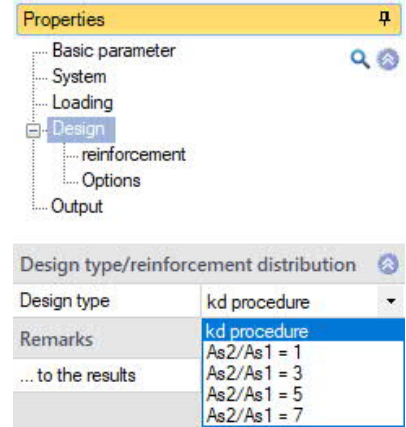 Properties
Basic parameter
System
Loading
Design
reinforcement
Options
Output
Design type/reinforcement distribution
Design type kd procedure
Remarks kd procedure
As2/As1 = 1
As2/As1 = 3
... to the results As2/As1 = 5
As2/As1 = 7